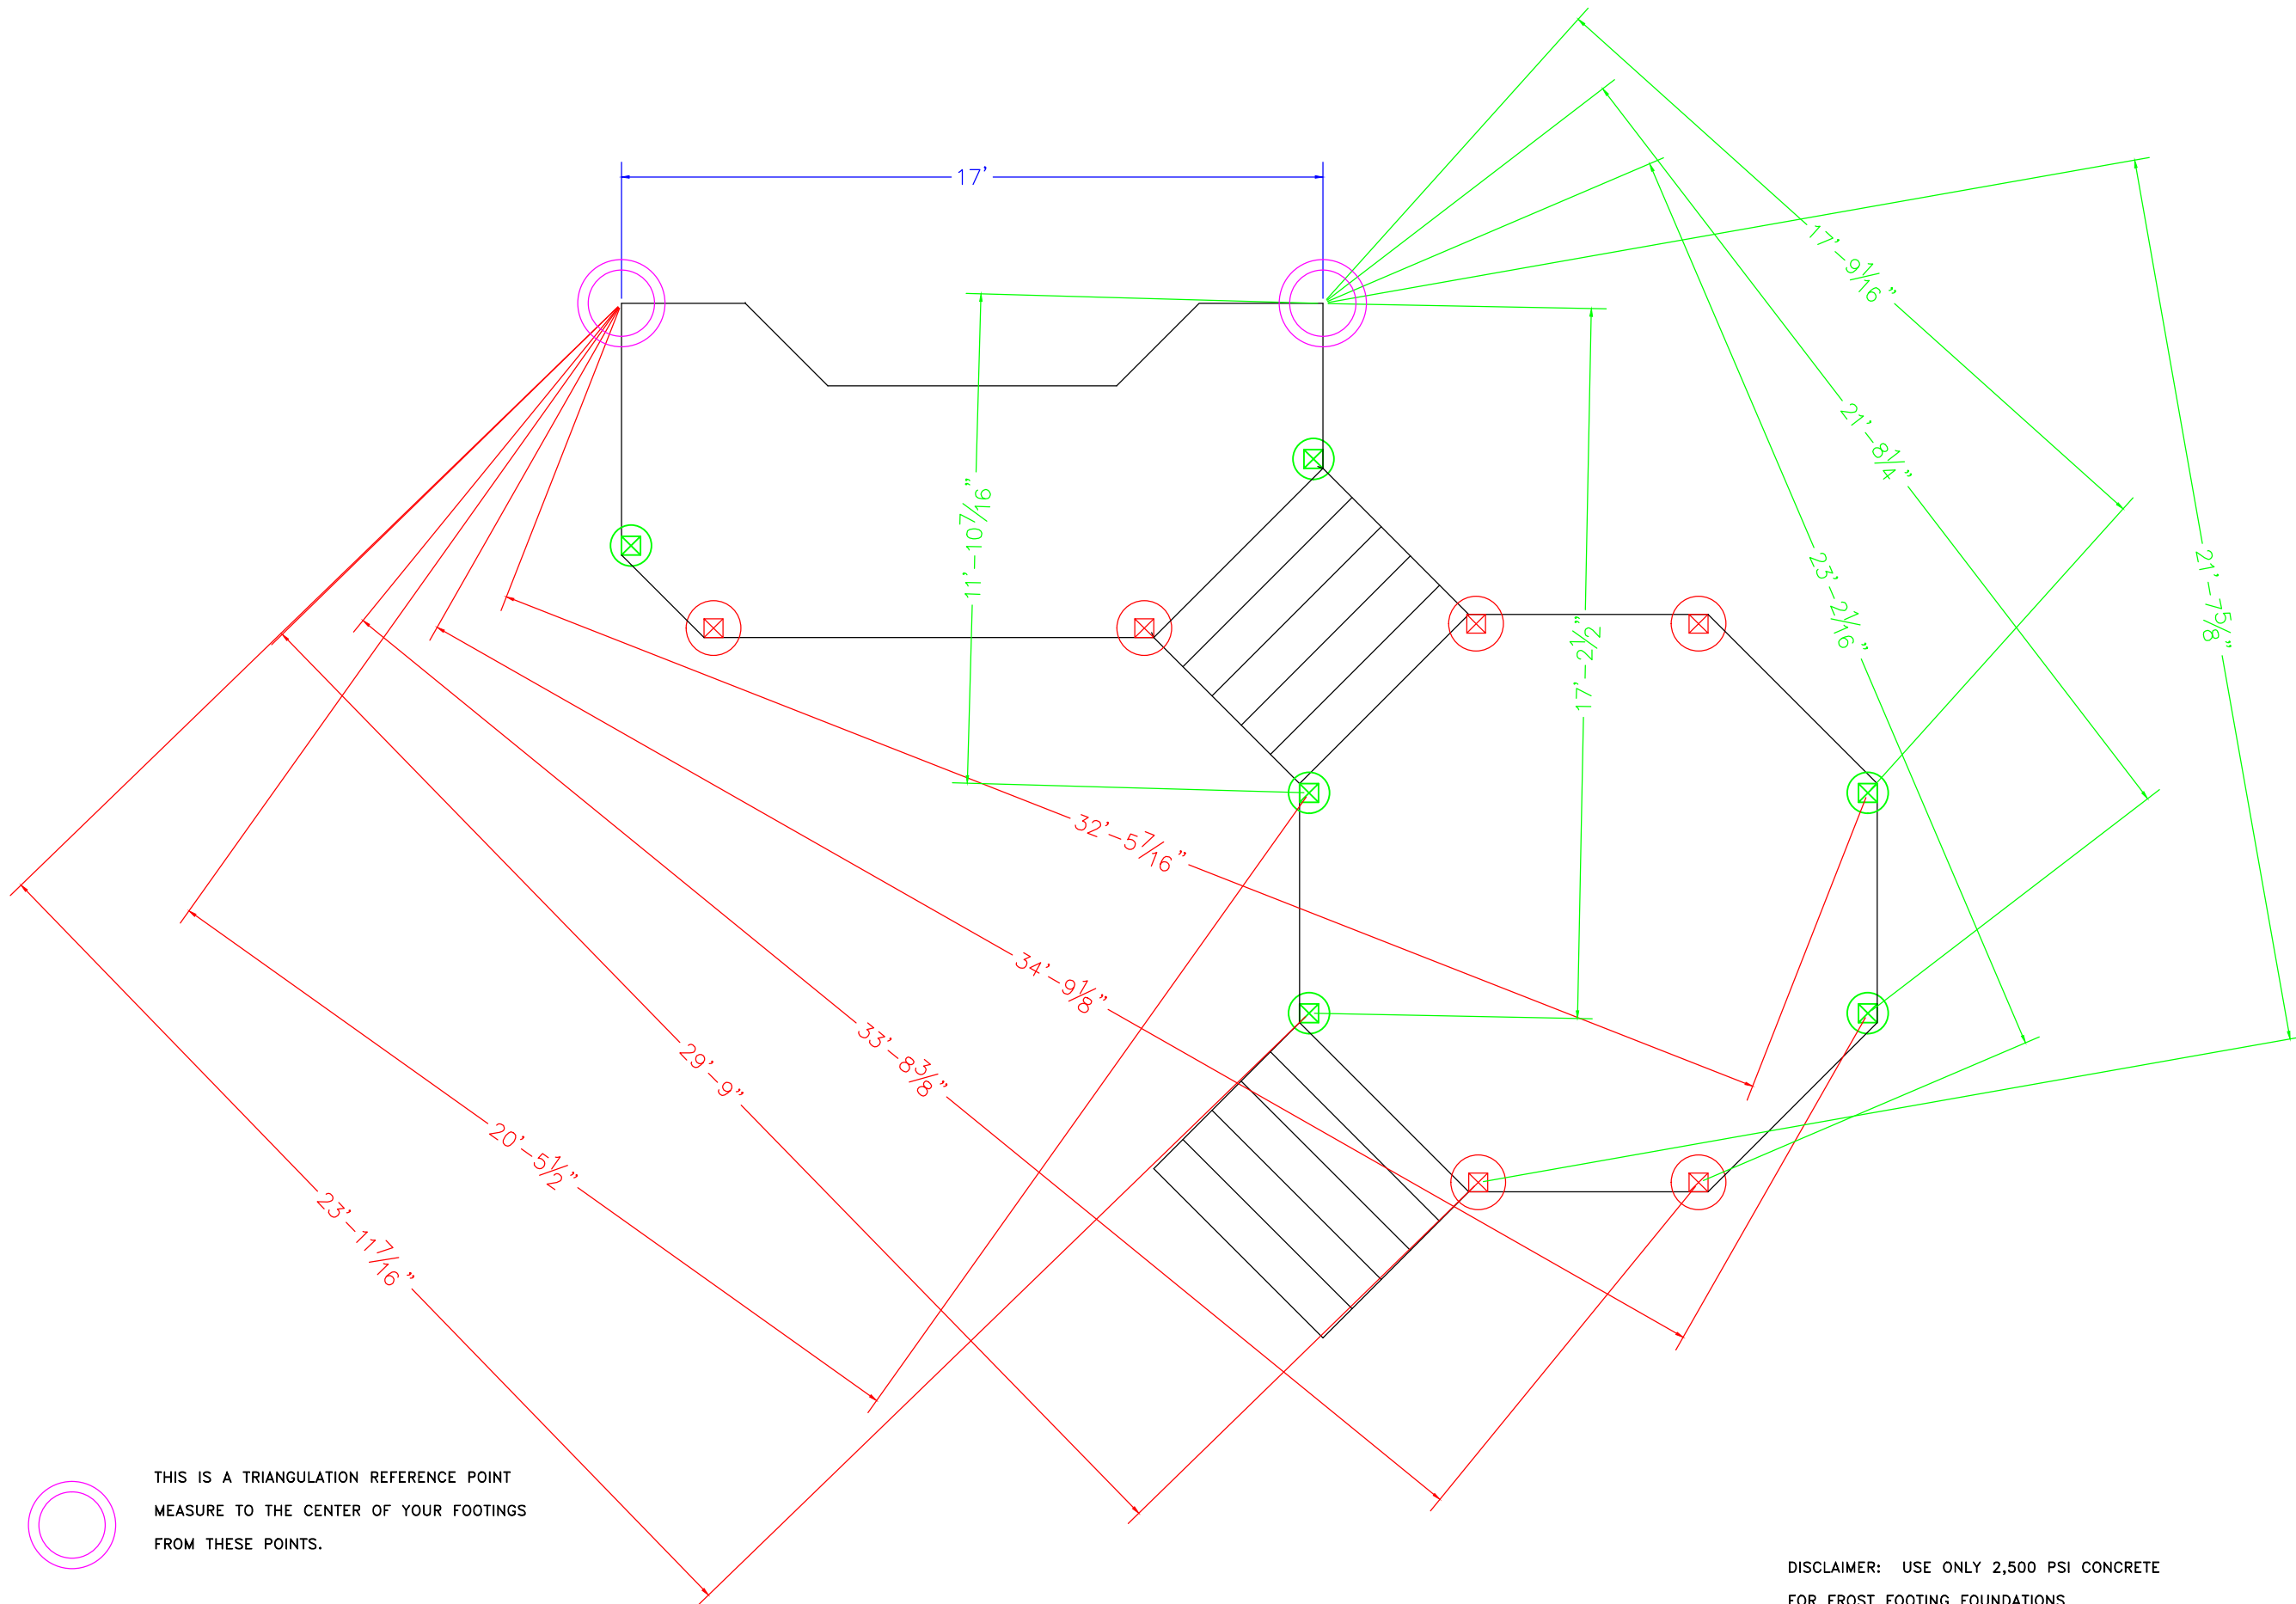 17'
17'-9 1/16"
21'-8 1/4"
23'-2 1/16"
21'-7 5/8"
11'-10 7/16"
17'-2 1/2"
32'-5 7/16"
34'-9 1/8"
33'-8 3/8"
29'-9"
20'-5 1/2"
23'-11 7/16"
THIS IS A TRIANGULATION REFERENCE POINT
MEASURE TO THE CENTER OF YOUR FOOTINGS
FROM THESE POINTS.
DISCLAIMER: USE ONLY 2,500 PSI CONCRETE
FOR FROST FOOTING FOUNDATIONS